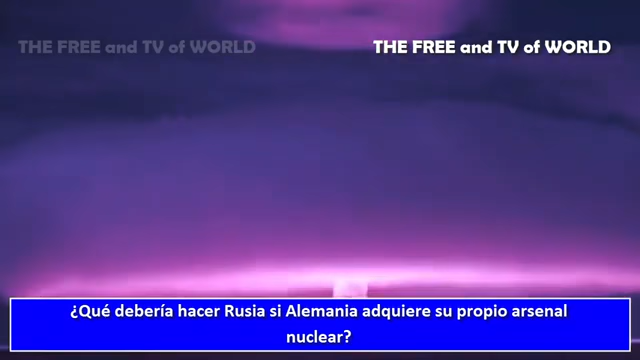 THE FREE and TV of WORLD
THE FREE and TV of WORLD
¿Qué debería hacer Rusia si Alemania adquiere su propio arsenal
nuclear?